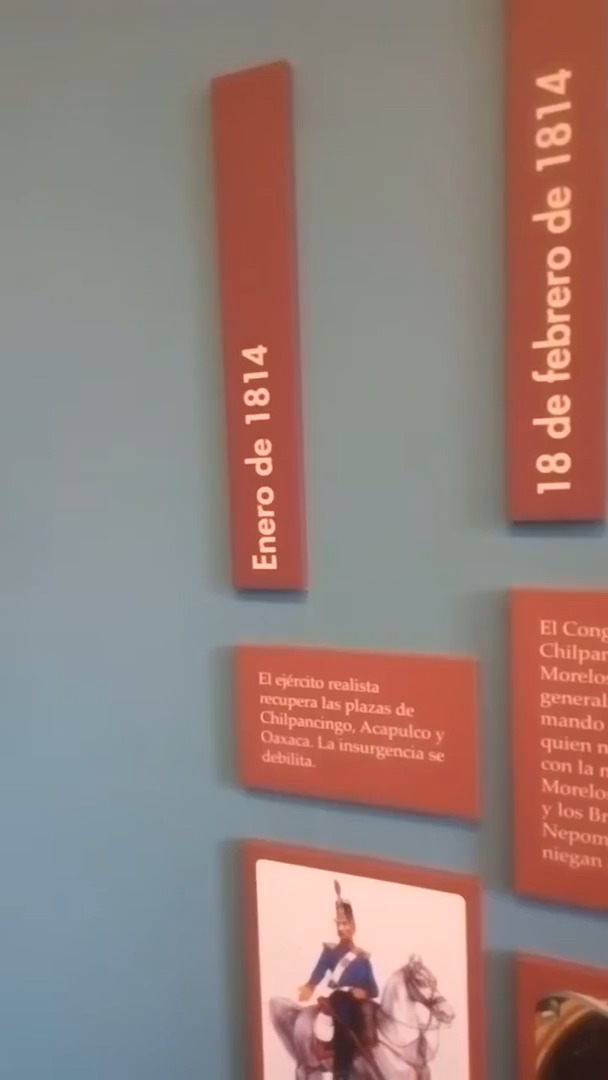 Enero de 1814
El ejército realista
recupera las plazas de
Chilpancingo, Acapulco y
Oaxaca. La insurgencia se
debilita.
18 de febrero de 1814
El Cong
Chilpan
Morelos
general
mando
quien n
con la m
Morelo
y los Br
Nepom
niegan